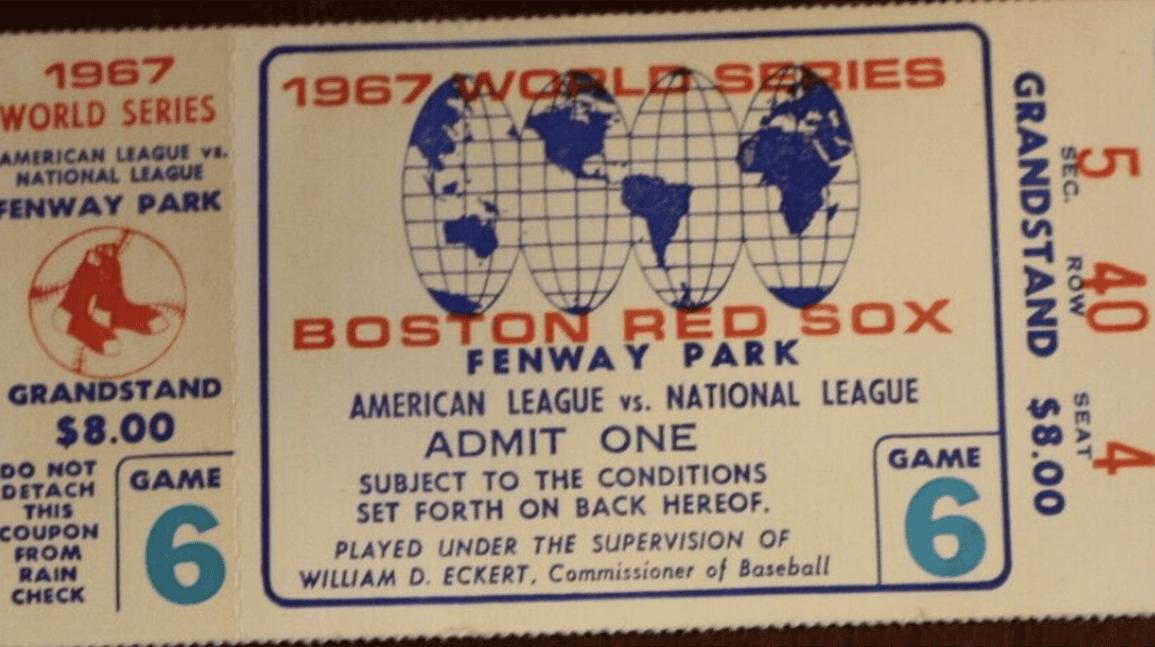 1967
WORLD SERIES
AMERICAN LEAGUE vs.
NATIONAL LEAGUE
FENWAY PARK
GRANDSTAND
$8.00
DO NOT
DETACH
THIS
COUPON
FROM
RAIN
CHECK
GAME
6
1967 WORLD SERIES
BOSTON RED SOX
FENWAY PARK
AMERICAN LEAGUE vs. NATIONAL LEAGUE
ADMIT ONE
SUBJECT TO THE CONDITIONS
SET FORTH ON BACK HEREOF.
PLAYED UNDER THE SUPERVISION OF
WILLIAM D. ECKERT, Commissioner of Baseball
GAME
6
GRANDSTAND $8.00
SEC. 5
ROW 40
SEAT 4